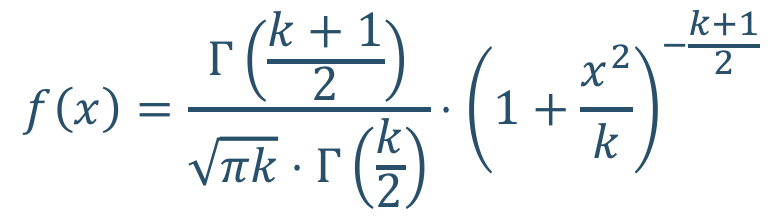 f(x) = Γ((k + 1)/2) / (√(πk) · Γ(k/2)) · (1 + x²/k)^(−(k+1)/2)